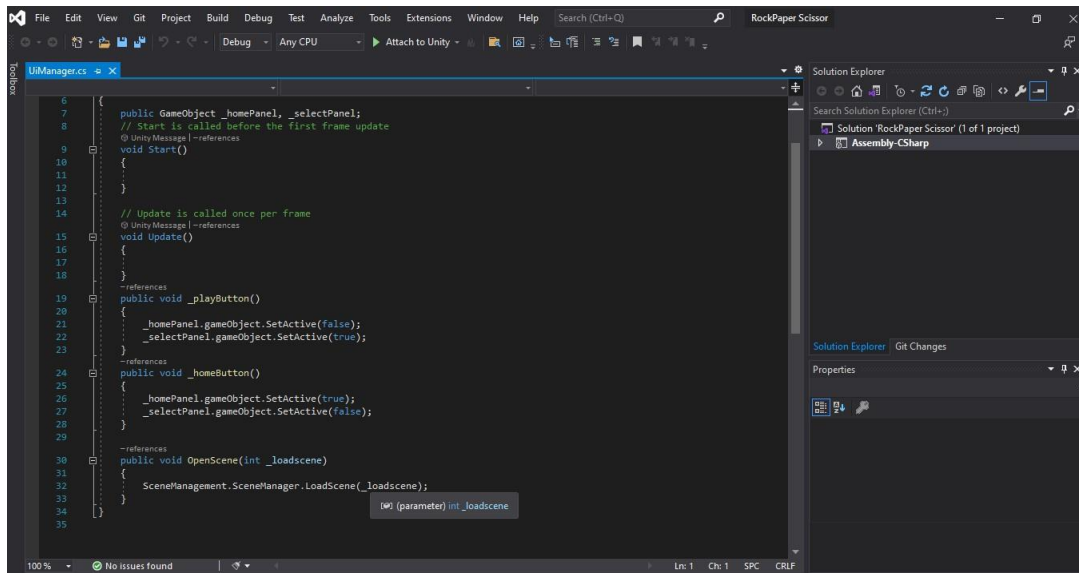 File Edit View Git Project Build Debug Test Analyze Tools Extensions Window Help Search (Ctrl+Q) RockPaper Scissor
Debug Any CPU Attach to Unity
Toolbox
UiManager.cs
Solution Explorer
Search Solution Explorer (Ctrl+;)
Solution 'RockPaper Scissor' (1 of 1 project)
Assembly-CSharp
6 {
7 public GameObject _homePanel, _selectPanel;
8 // Start is called before the first frame update
Unity Message | -references
9 void Start()
10 {
11
12 }
13
14 // Update is called once per frame
Unity Message | -references
15 void Update()
16 {
17
18 }
-references
19 public void _playButton()
20 {
21 _homePanel.gameObject.SetActive(false);
22 _selectPanel.gameObject.SetActive(true);
23 }
-references
24 public void _homeButton()
25 {
26 _homePanel.gameObject.SetActive(true);
27 _selectPanel.gameObject.SetActive(false);
28 }
29
-references
30 public void OpenScene(int _loadscene)
31 {
32 SceneManagement.SceneManager.LoadScene(_loadscene);
33 }
(parameter) int _loadscene
34 }
35
Solution Explorer Git Changes
Properties
100 % No issues found Ln: 1 Ch: 1 SPC CRLF